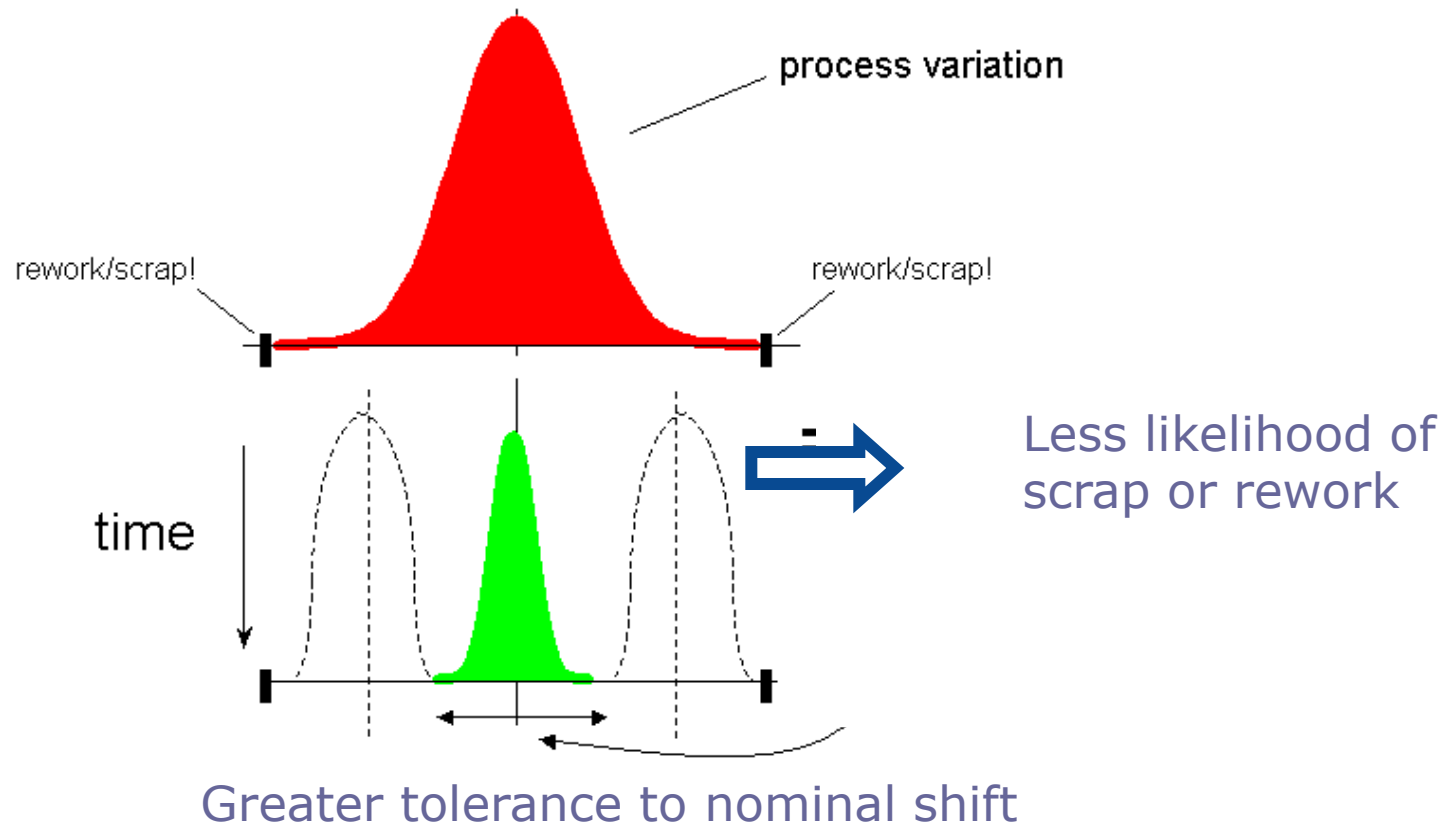 process variation
rework/scrap!
rework/scrap!
time
Less likelihood of
scrap or rework
Greater tolerance to nominal shift